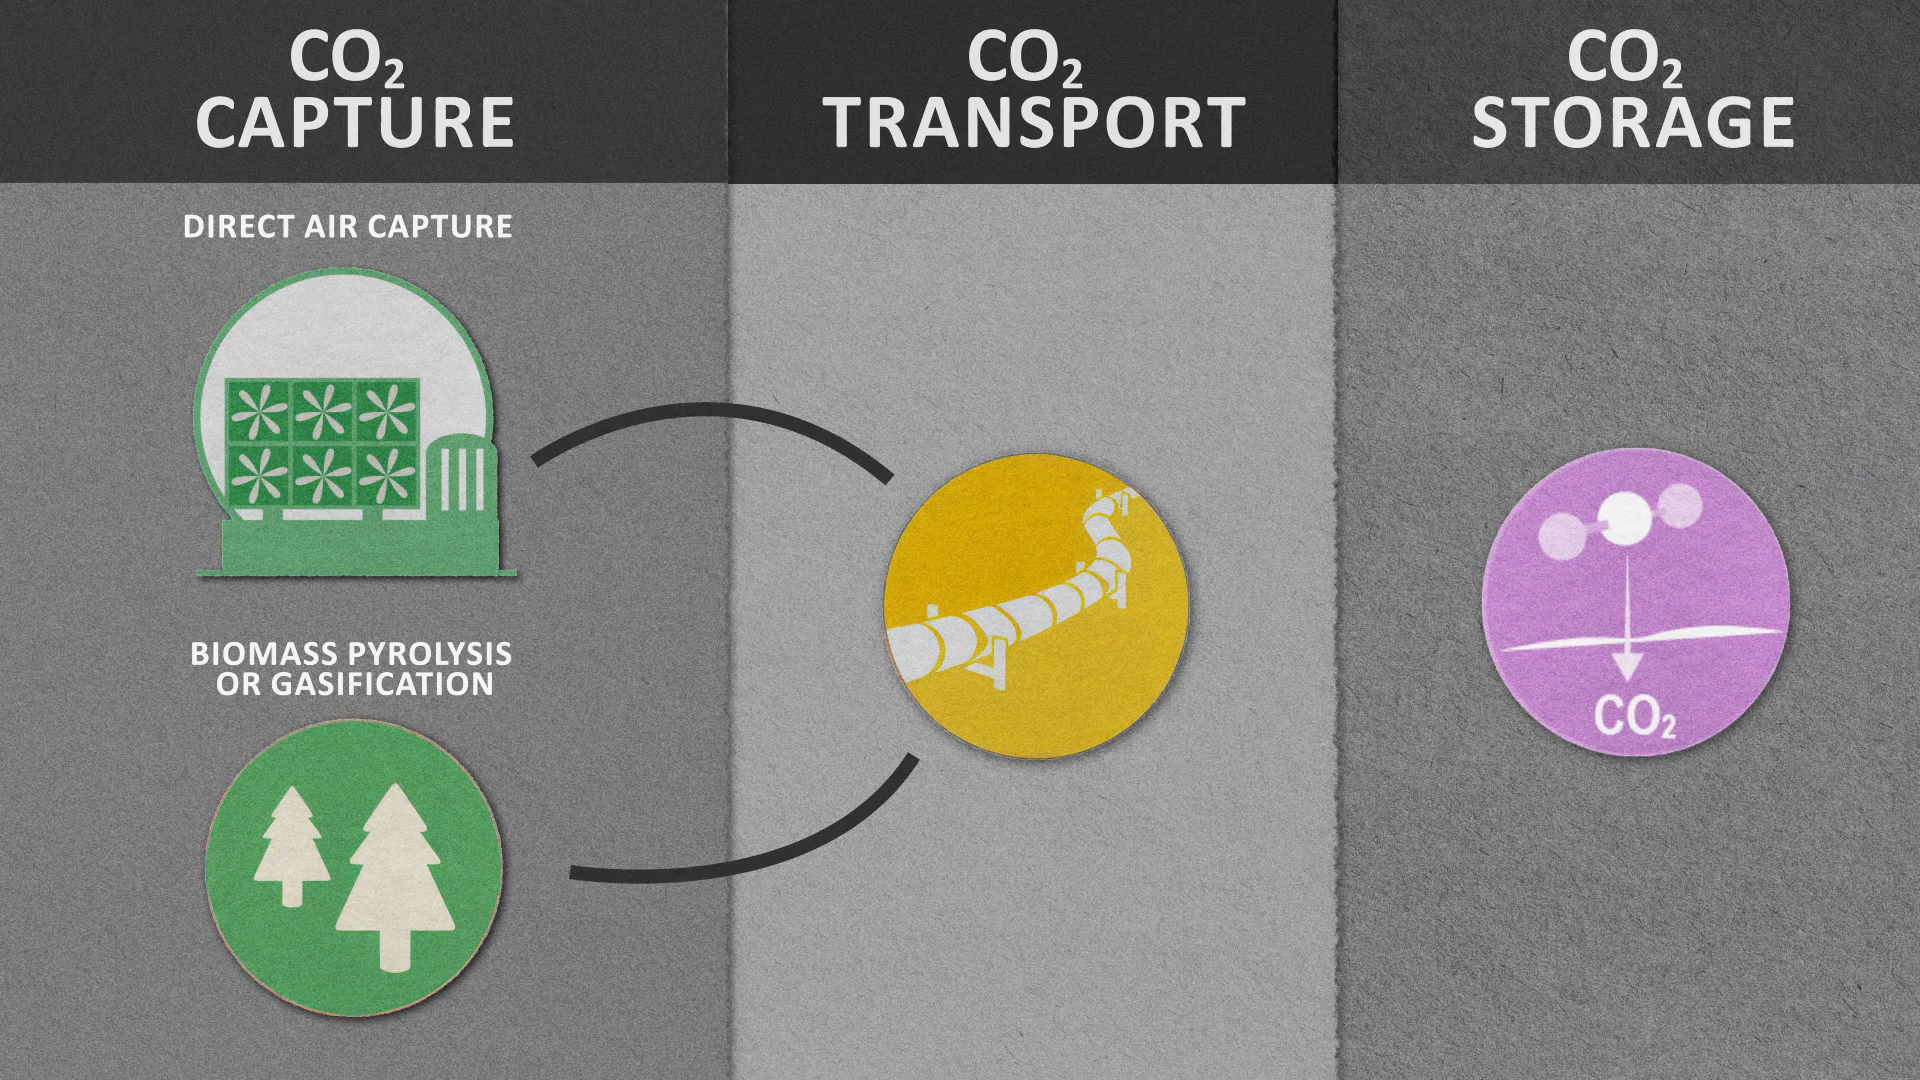 CO₂
CAPTURE
CO₂
TRANSPORT
CO₂
STORAGE
DIRECT AIR CAPTURE
BIOMASS PYROLYSIS
OR GASIFICATION
CO₂